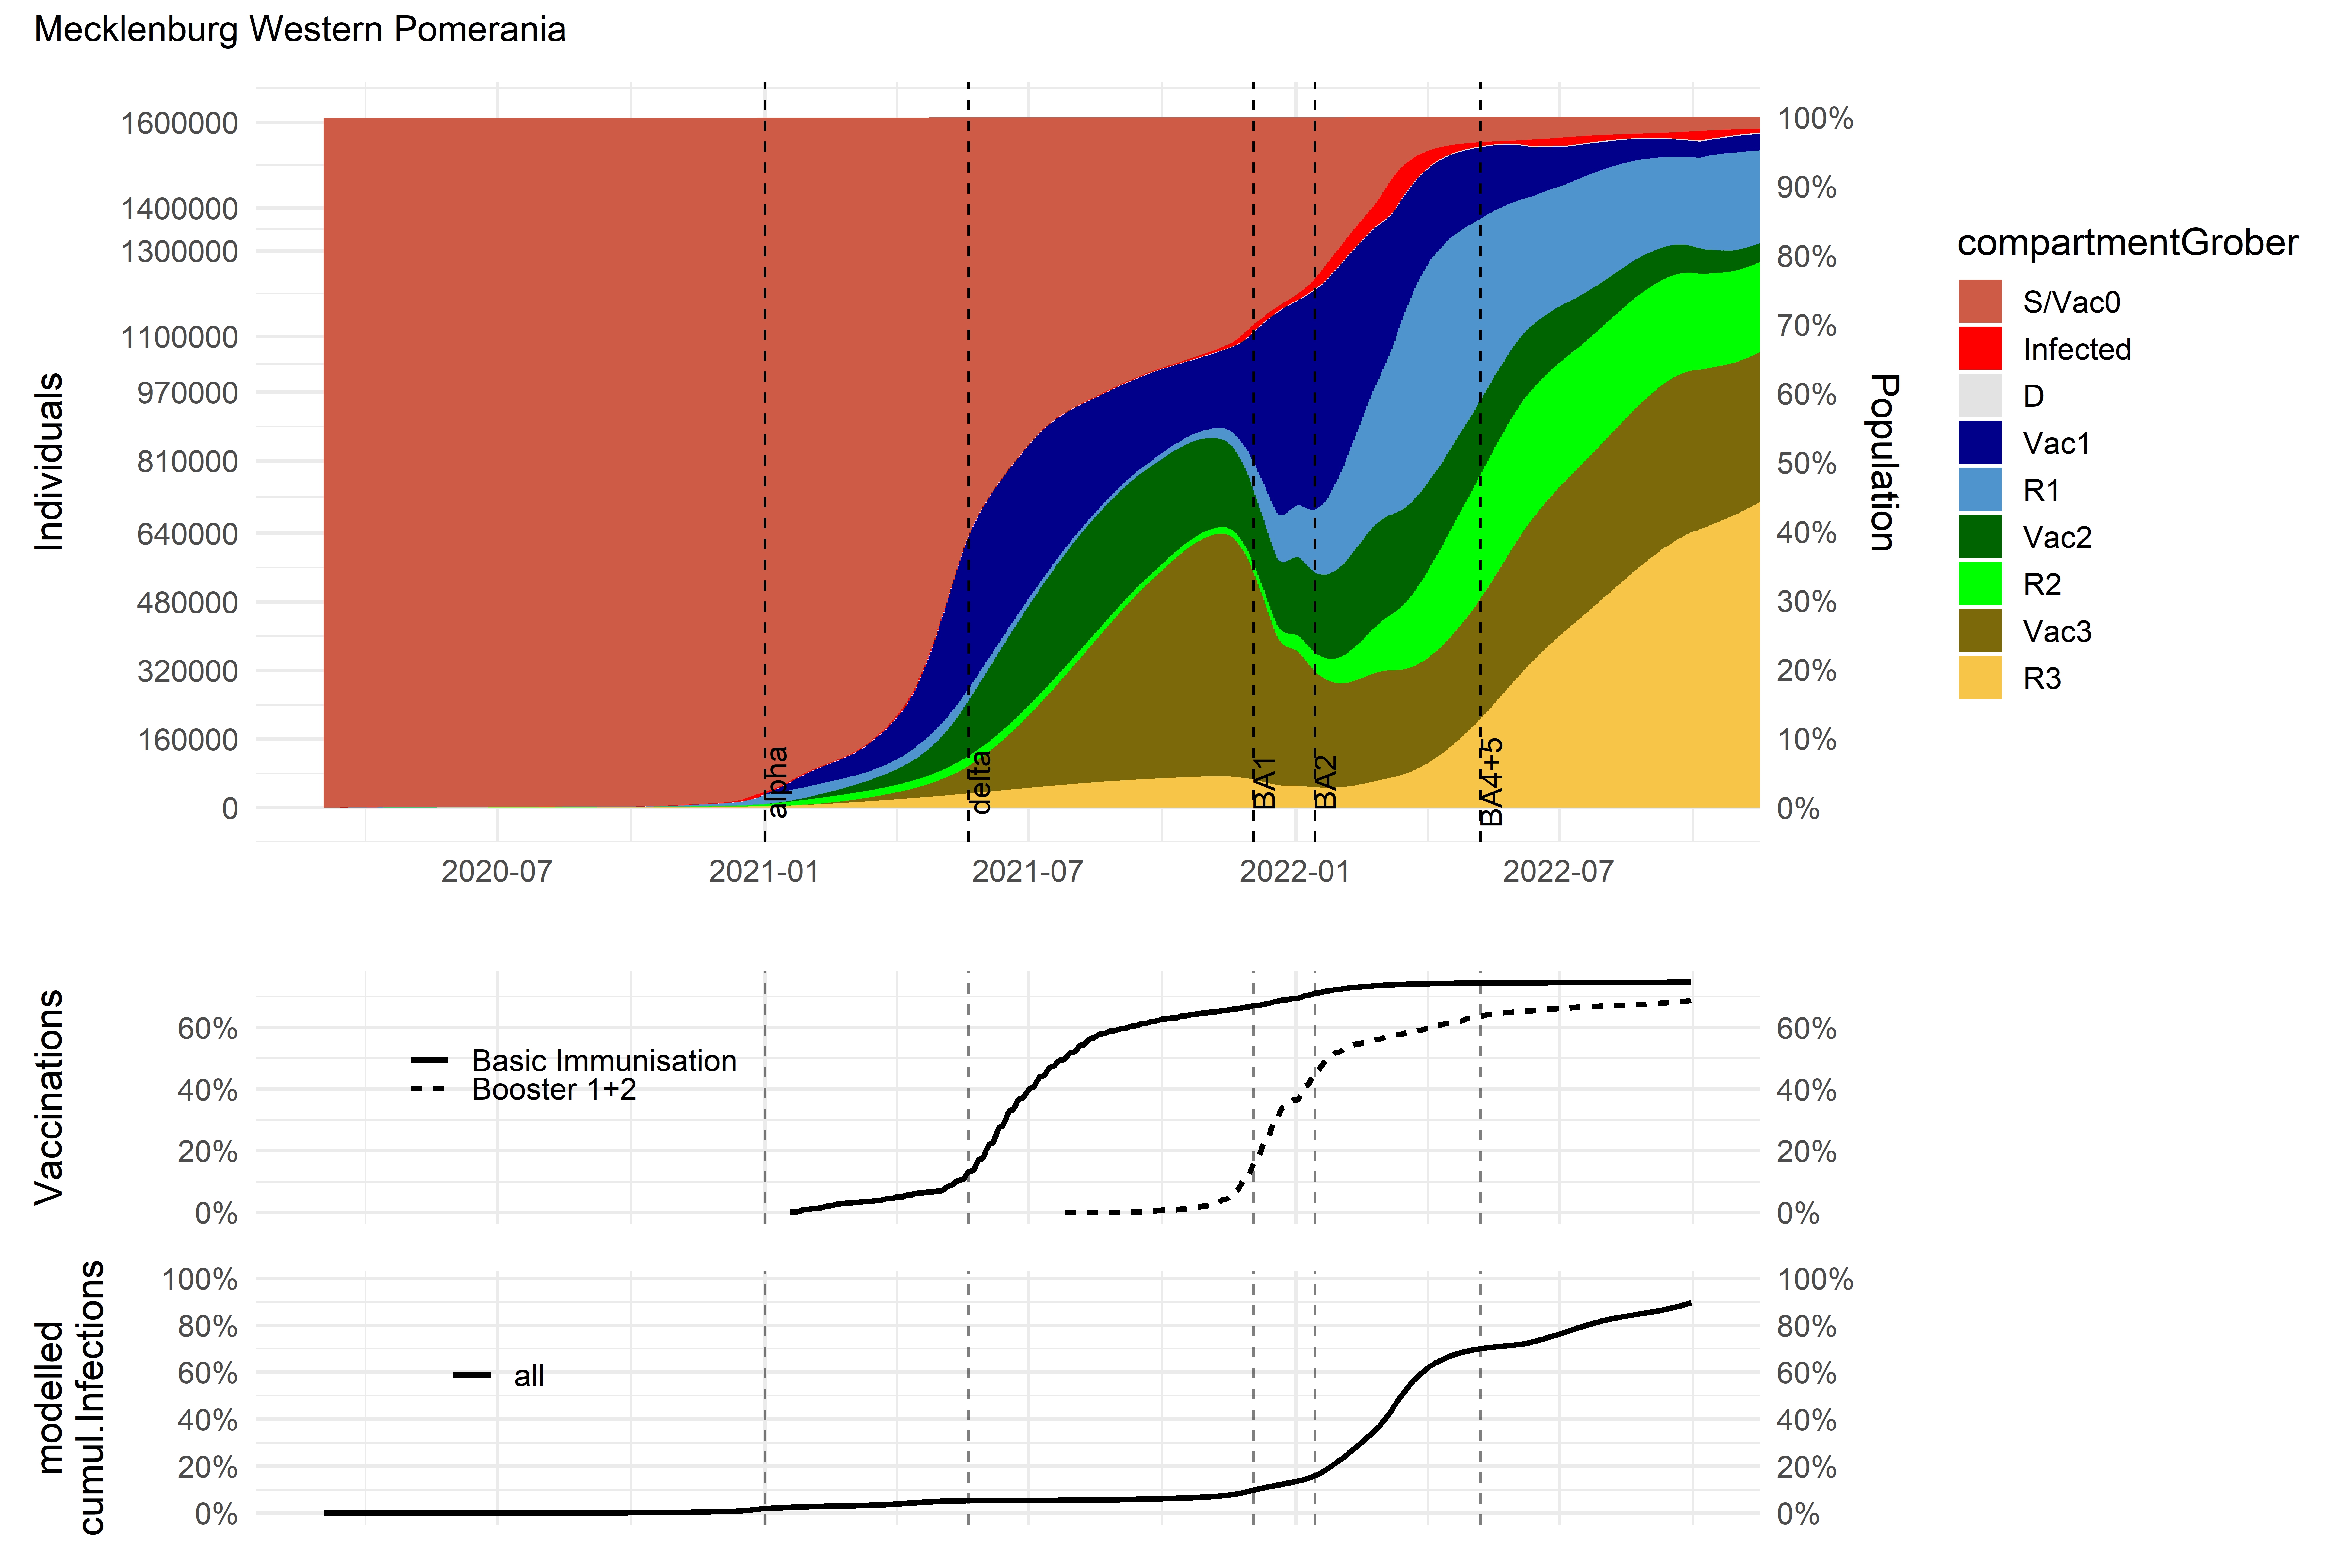 Mecklenburg Western Pomerania
Individuals
1600000
1400000
1300000
1100000
970000
810000
640000
480000
320000
160000
0
100%
90%
80%
70%
60%
50%
40%
30%
20%
10%
0%
Population
alpha
delta
BA1
BA2
BA4+5
2020-07
2021-01
2021-07
2022-01
2022-07
compartmentGrober
S/Vac0
Infected
D
Vac1
R1
Vac2
R2
Vac3
R3
Vaccinations
60%
40%
20%
0%
Basic Immunisation
Booster 1+2
60%
40%
20%
0%
modelled
cumul.Infections
100%
80%
60%
40%
20%
0%
all
100%
80%
60%
40%
20%
0%